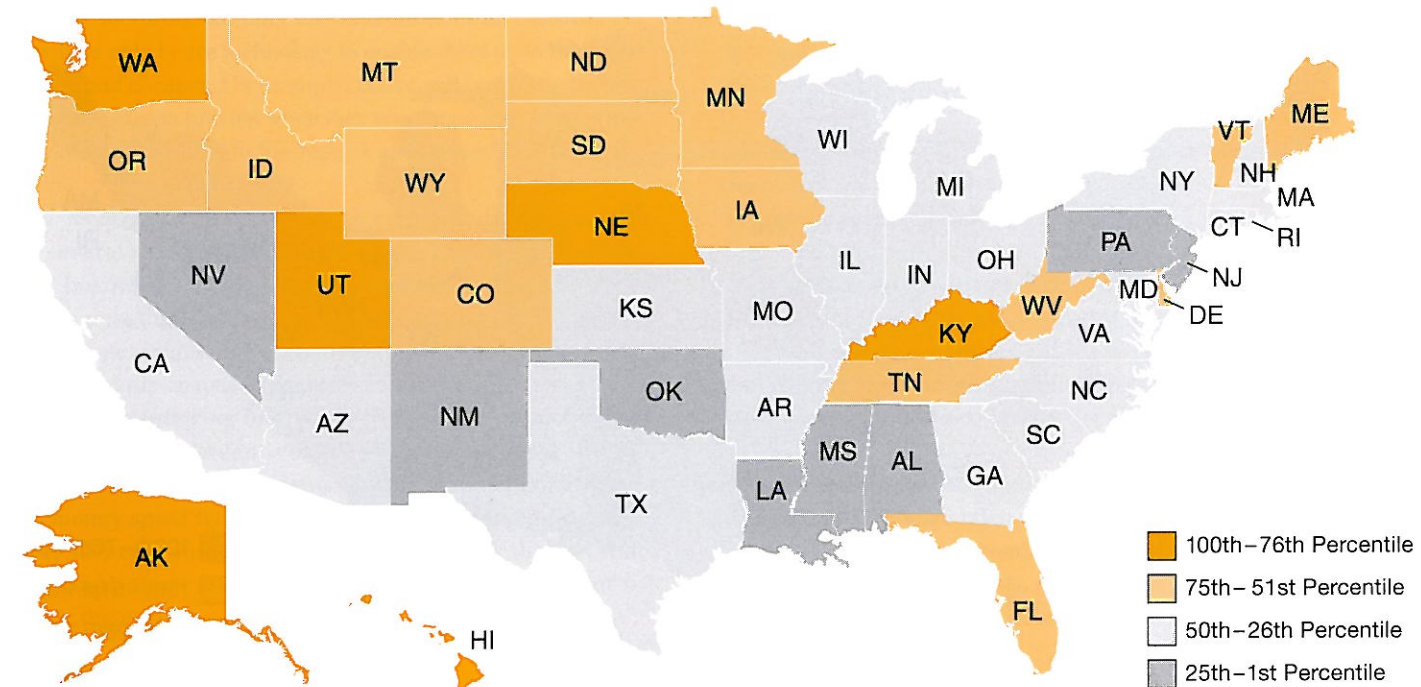 WA
MT
ND
MN
OR
ID
WY
SD
WI
MI
VT
ME
NH
NY
MA
CT
RI
NV
UT
CO
NE
IA
IL
IN
OH
PA
NJ
MD
DE
KS
MO
KY
WV
VA
CA
AZ
NM
OK
AR
TN
NC
SC
TX
LA
MS
AL
GA
FL
AK
HI
100th–76th Percentile
75th–51st Percentile
50th–26th Percentile
25th–1st Percentile